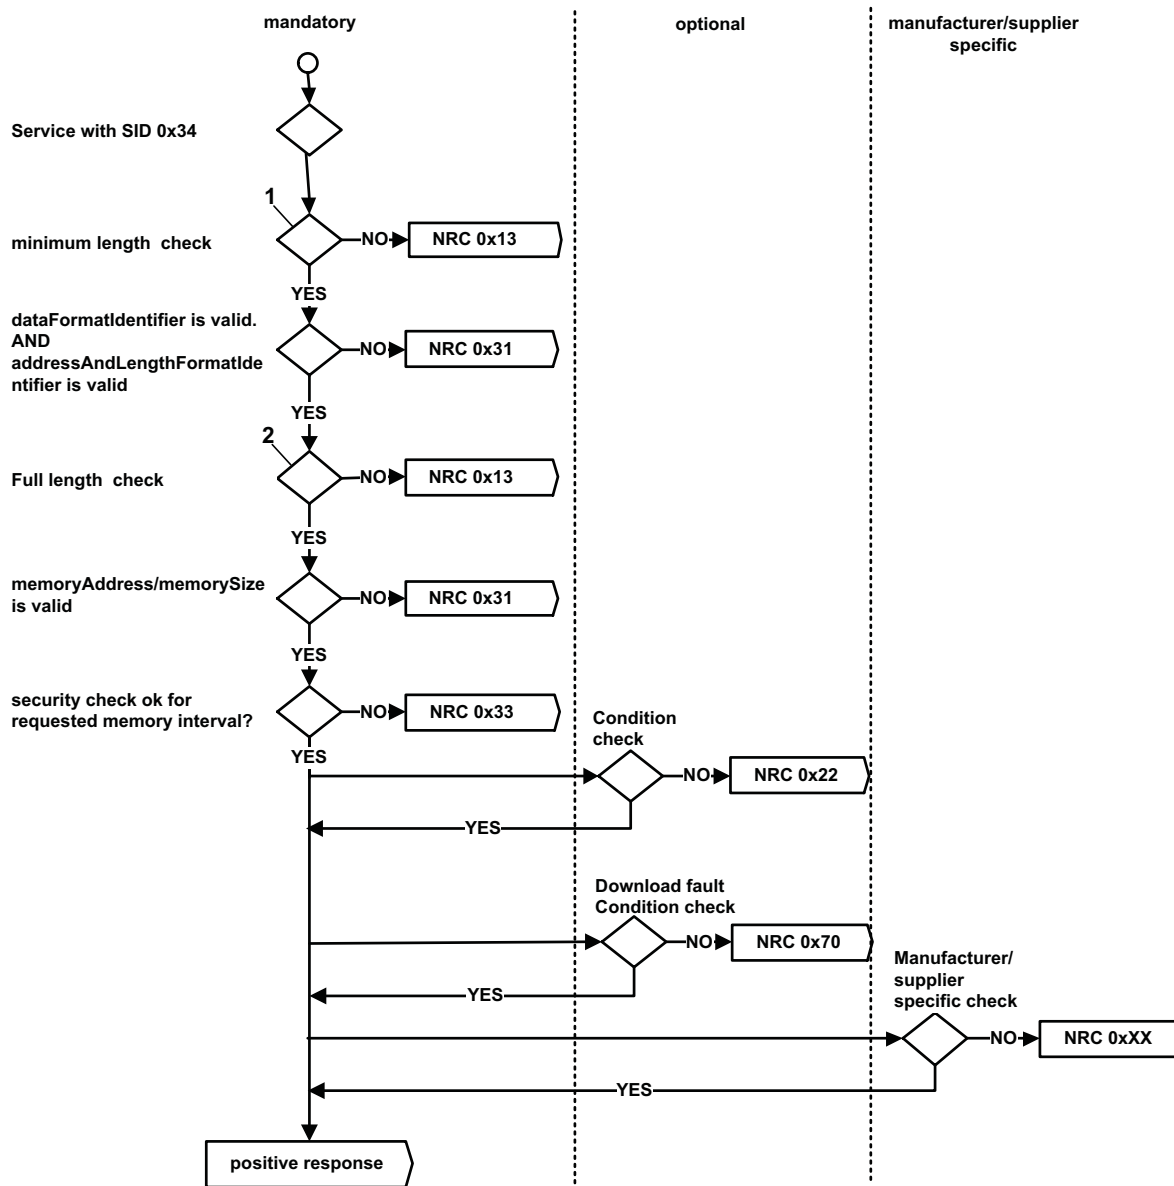 mandatory
optional
manufacturer/supplier
specific
Service with SID 0x34
1
minimum length check
NO
NRC 0x13
YES
dataFormatIdentifier is valid.
AND
addressAndLengthFormatIde
ntifier is valid
NO
NRC 0x31
YES
2
Full length check
NO
NRC 0x13
YES
memoryAddress/memorySize
is valid
NO
NRC 0x31
YES
security check ok for
requested memory interval?
NO
NRC 0x33
YES
Condition
check
NO
NRC 0x22
YES
Download fault
Condition check
NO
NRC 0x70
YES
Manufacturer/
supplier
specific check
NO
NRC 0xXX
YES
positive response